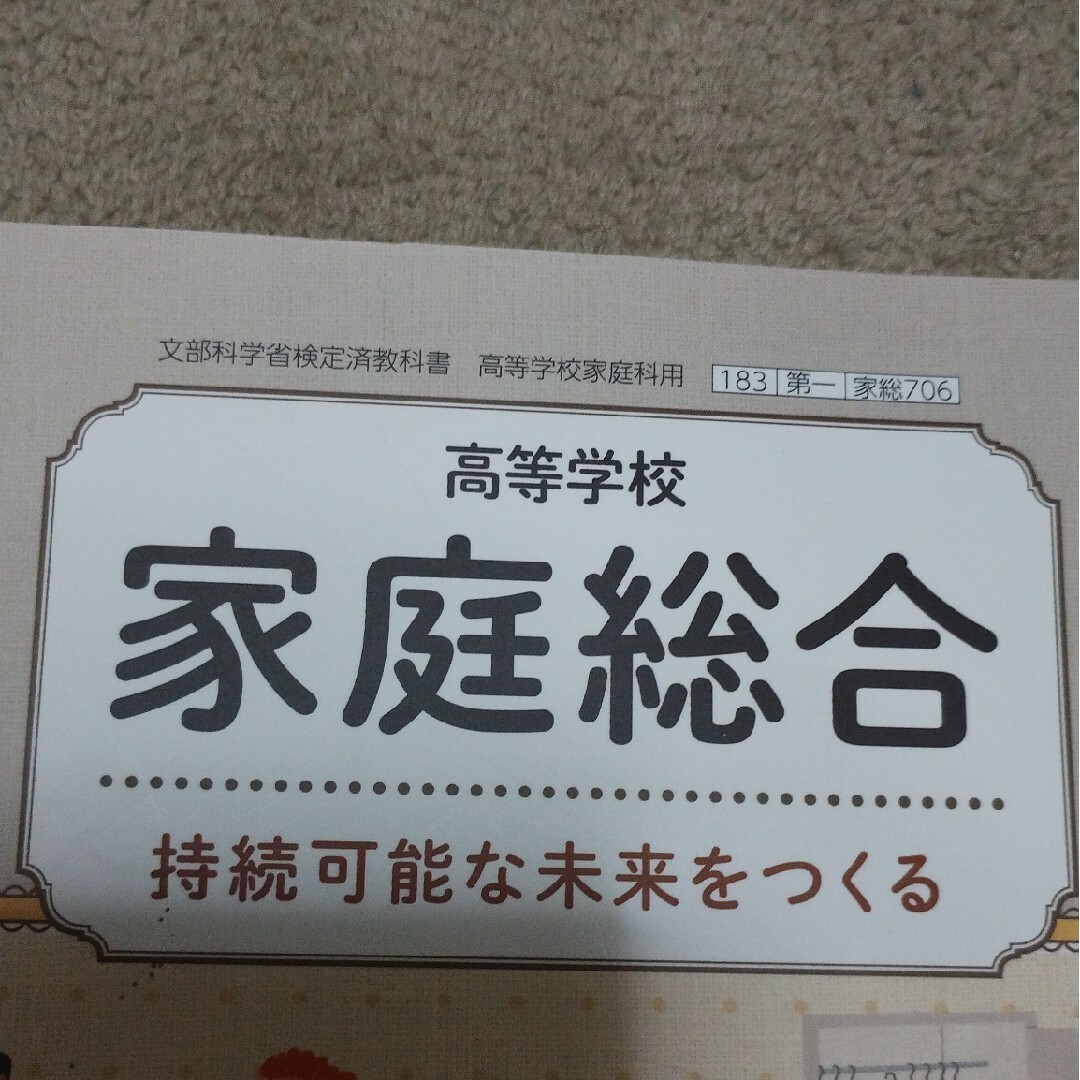 文部科学省検定済教科書 高等学校家庭科用 183 第一 家総706
高等学校
家庭総合
持続可能な未来をつくる